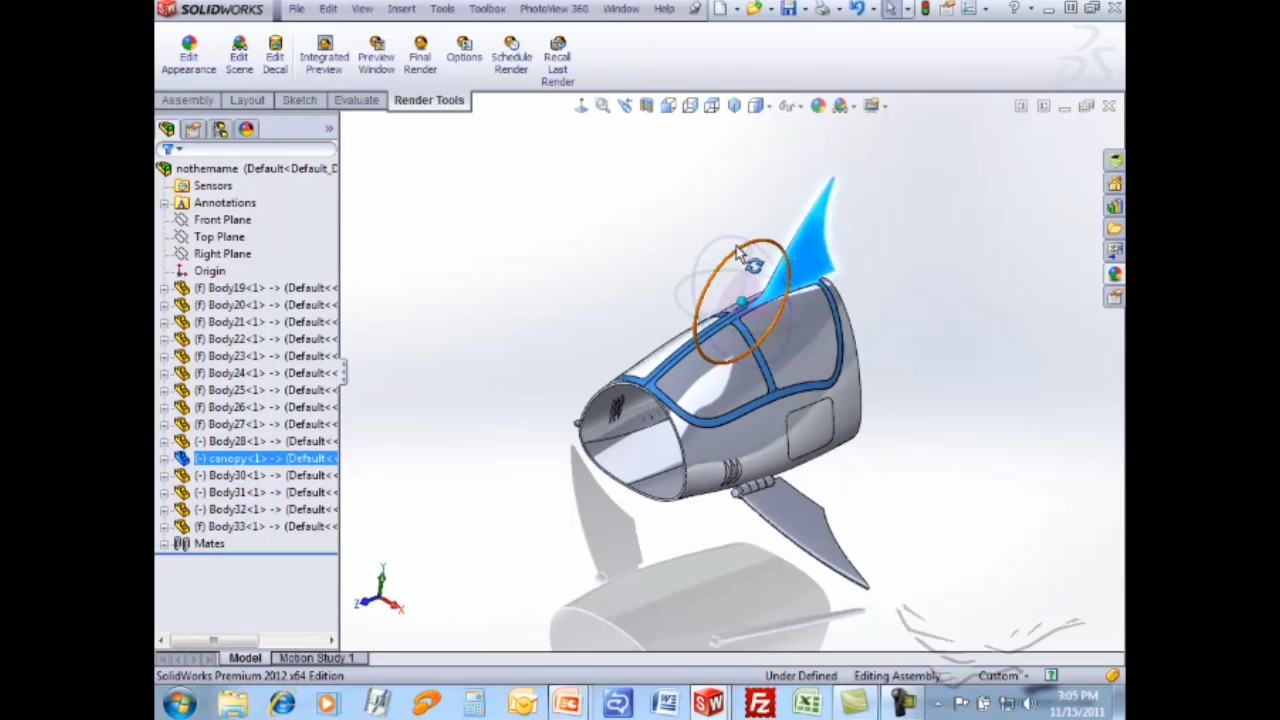 SOLIDWORKS File Edit View Insert Tools Toolbox PhotoView 360 Window Help
Edit Appearance
Edit Scene
Edit Decal
Integrated Preview
Preview Window
Final Render
Options
Schedule Render
Recall Last Render
Assembly Layout Sketch Evaluate Render Tools
nothemame (Default<Default_D
Sensors
Annotations
Front Plane
Top Plane
Right Plane
Origin
(f) Body19<1> -> (Default<<
(f) Body20<1> -> (Default<<
(f) Body21<1> -> (Default<<
(f) Body22<1> -> (Default<<
(f) Body23<1> -> (Default<<
(f) Body24<1> -> (Default<<
(f) Body25<1> -> (Default<<
(f) Body26<1> -> (Default<<
(f) Body27<1> -> (Default<<
(-) Body28<1> -> (Default<<
(-) canopy<1> -> (Default<<
(-) Body30<1> -> (Default<<
(-) Body31<1> -> (Default<<
(-) Body32<1> -> (Default<<
(f) Body33<1> -> (Default<<
Mates
Y
Z X
Model Motion Study 1
SolidWorks Premium 2012 x64 Edition Under Defined Editing Assembly Custom
3:05 PM
11/15/2011